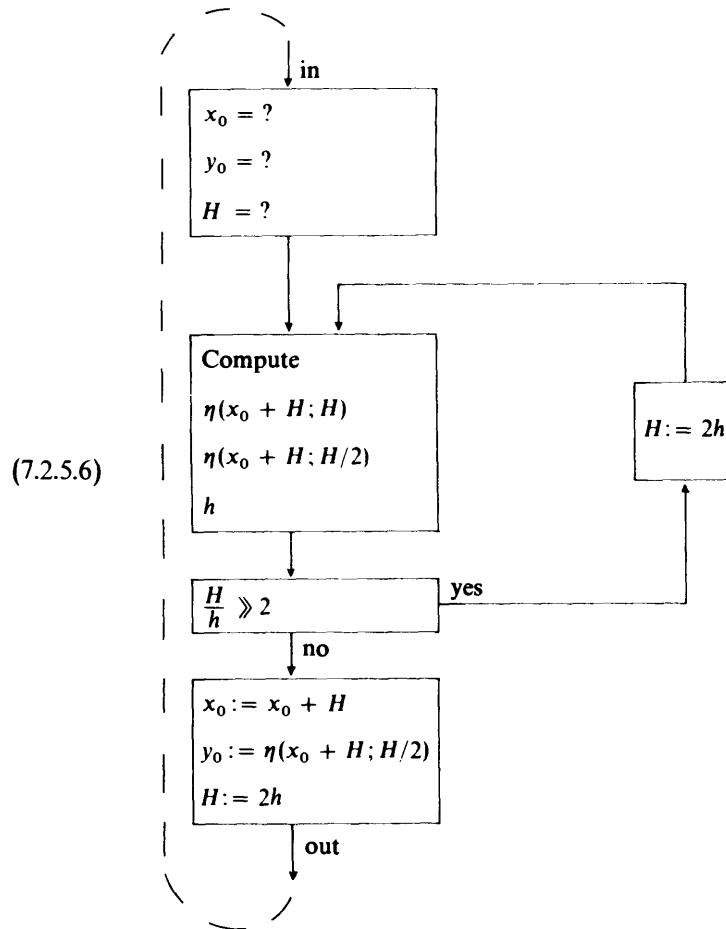 in
x₀ = ?
y₀ = ?
H = ?
Compute
η(x₀ + H; H)
η(x₀ + H; H/2)
h
H:= 2h
(7.2.5.6)
H/h ≫ 2
yes
no
x₀:= x₀ + H
y₀:= η(x₀ + H; H/2)
H:= 2h
out